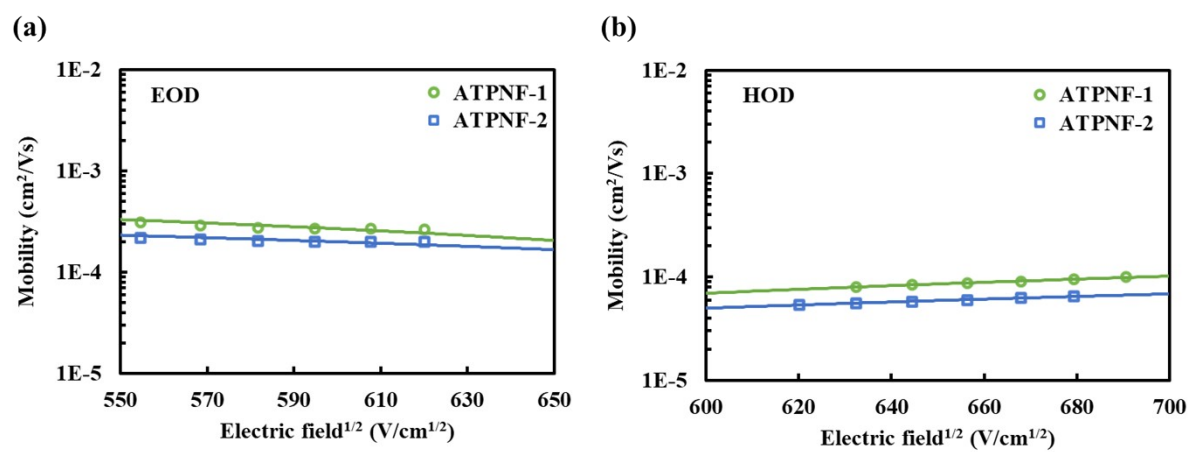 (a)
Mobility (cm²/Vs)
1E-2
1E-3
1E-4
1E-5
EOD
ATPNF-1
ATPNF-2
550 570 590 610 630 650
Electric field¹/² (V/cm¹/²)
(b)
Mobility (cm²/Vs)
1E-2
1E-3
1E-4
1E-5
HOD
ATPNF-1
ATPNF-2
600 620 640 660 680 700
Electric field¹/² (V/cm¹/²)